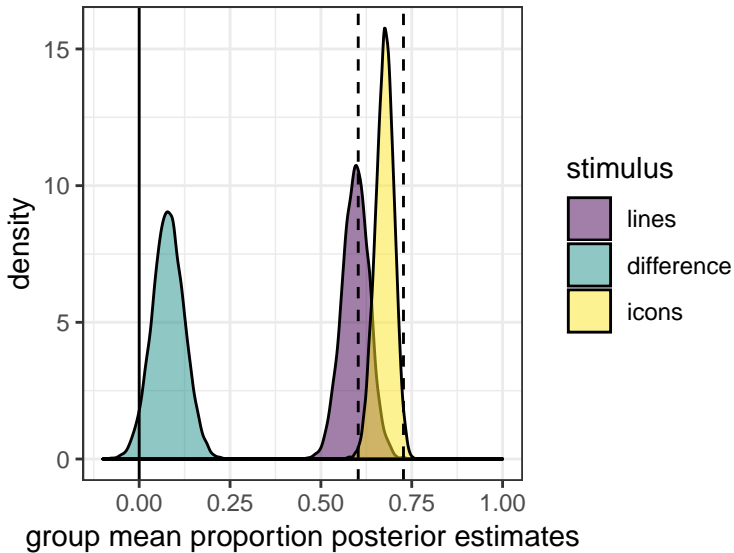 15
10
5
0
density
0.00 0.25 0.50 0.75 1.00
group mean proportion posterior estimates
stimulus
lines
difference
icons